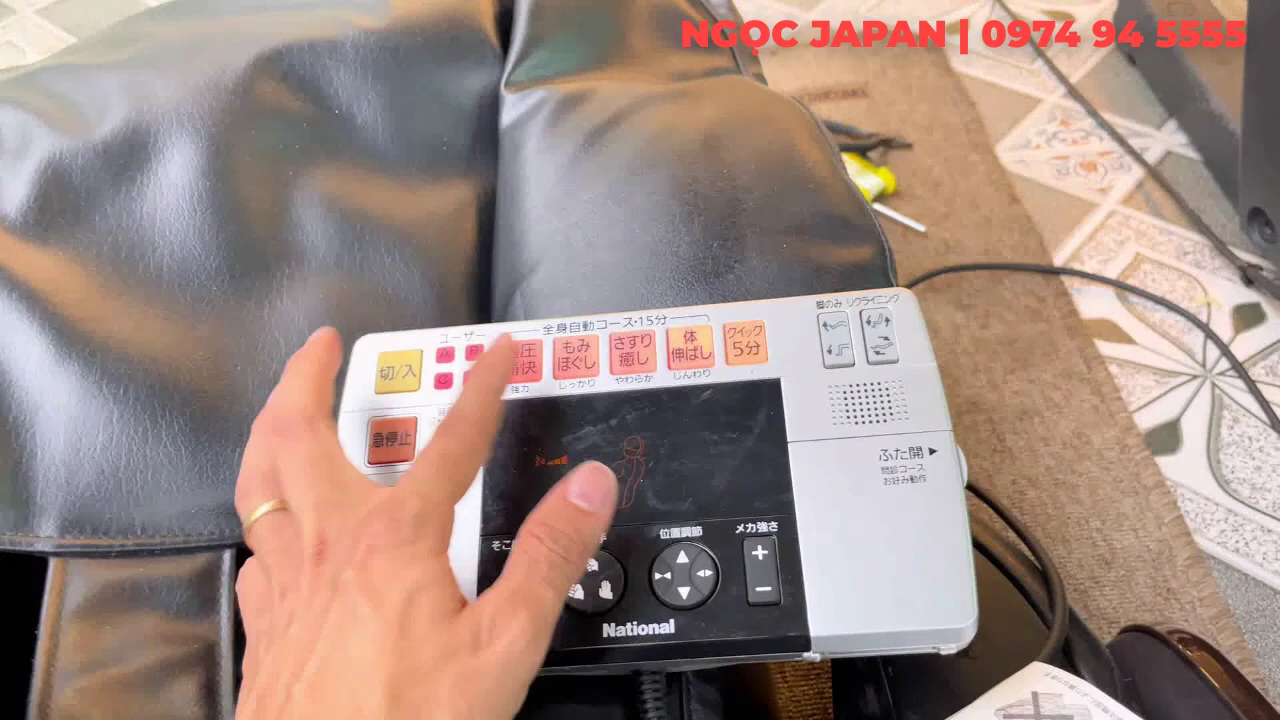 NGỌC JAPAN | 0974 94 5555
ユーザー
全身自動コース・15分
脚のみ リクライニング
切/入
もみ
ほぐし
しっかり
さすり
癒し
やわらか
体
伸ばし
じんわり
クイック
5分
強力
急停止
ふた開 ▶
問診コース
お好み動作
位置調節
メカ強さ
+
−
National